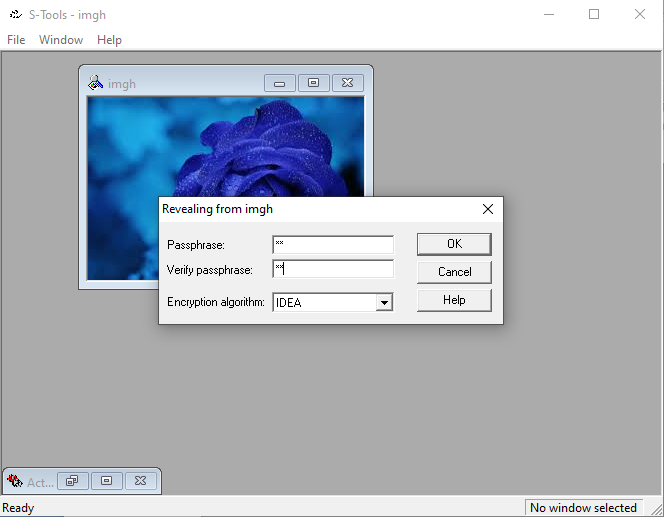 S-Tools - imgh
File Window Help
imgh
Revealing from imgh
Passphrase: **
OK
Verify passphrase: **
Cancel
Encryption algorithm: IDEA
Help
Act...
Ready
No window selected